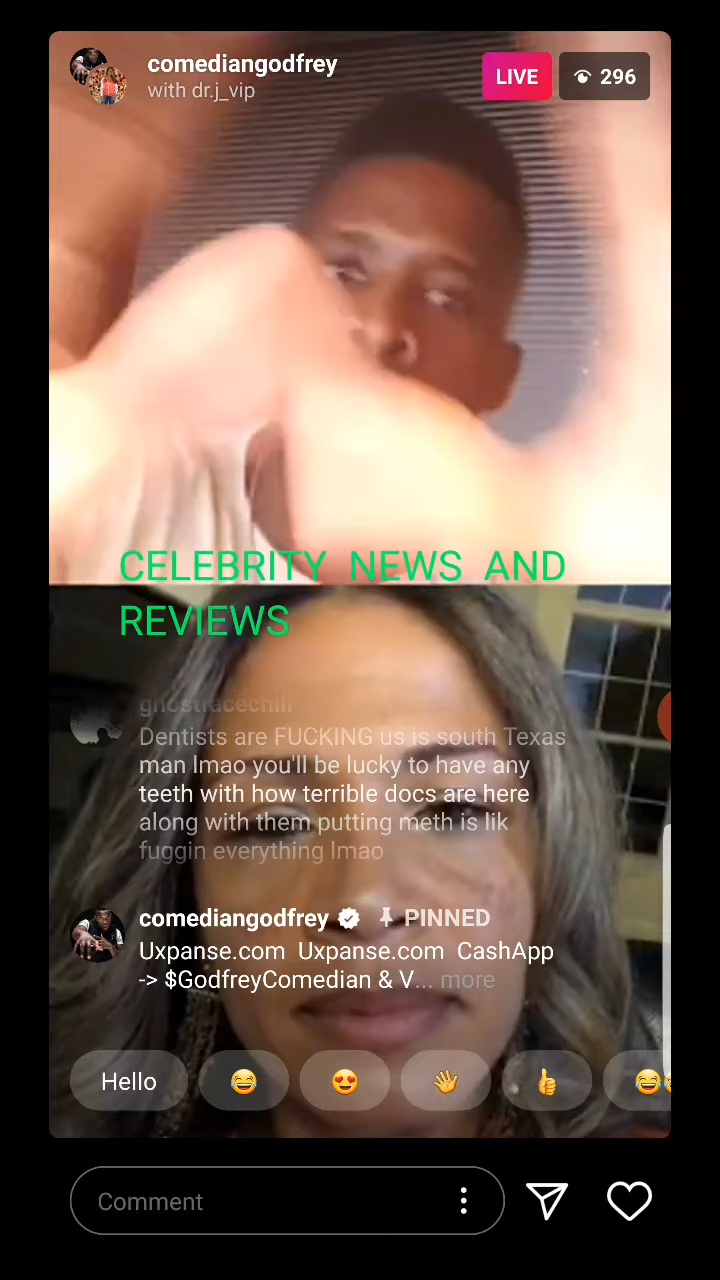 comediangodfrey
with dr.j_vip
LIVE
296
CELEBRITY NEWS AND
REVIEWS
ghostfacechill
Dentists are FUCKING us is south Texas
man lmao you'll be lucky to have any
teeth with how terrible docs are here
along with them putting meth is lik
fuggin everything lmao
comediangodfrey PINNED
Uxpanse.com Uxpanse.com CashApp
-> $GodfreyComedian & V... more
Hello
Comment